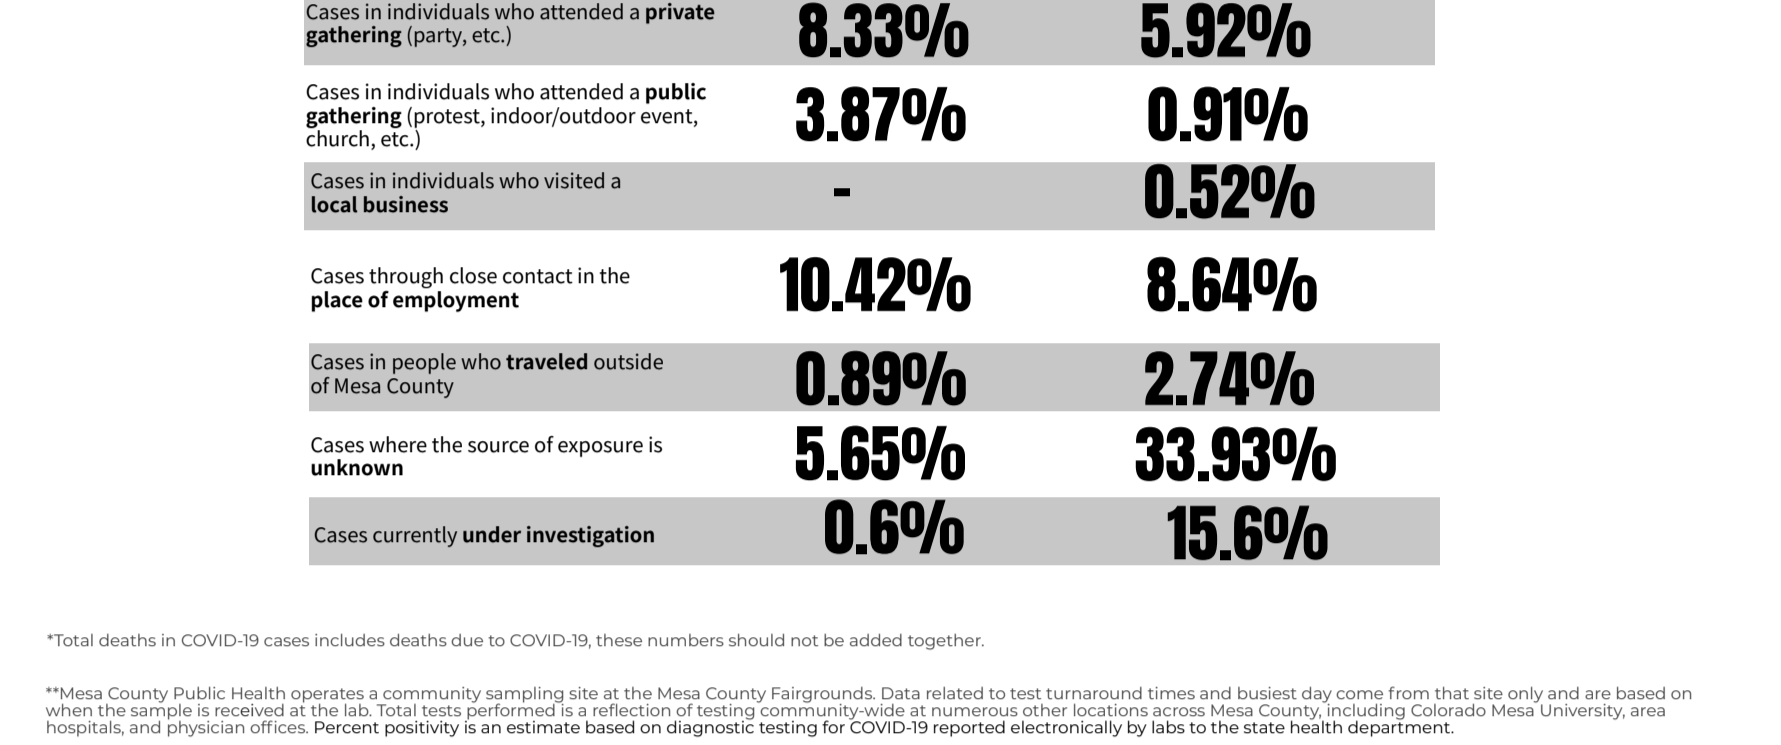 Cases in individuals who attended a private
gathering (party, etc.)
8.33%
5.92%
Cases in individuals who attended a public
gathering (protest, indoor/outdoor event,
church, etc.)
3.87%
0.91%
Cases in individuals who visited a
local business
-
0.52%
Cases through close contact in the
place of employment
10.42%
8.64%
Cases in people who traveled outside
of Mesa County
0.89%
2.74%
Cases where the source of exposure is
unknown
5.65%
33.93%
Cases currently under investigation
0.6%
15.6%
*Total deaths in COVID-19 cases includes deaths due to COVID-19, these numbers should not be added together.
**Mesa County Public Health operates a community sampling site at the Mesa County Fairgrounds. Data related to test turnaround times and busiest day come from that site only and are based on
when the sample is received at the lab. Total tests performed is a reflection of testing community-wide at numerous other locations across Mesa County, including Colorado Mesa University, area
hospitals, and physician offices. Percent positivity is an estimate based on diagnostic testing for COVID-19 reported electronically by labs to the state health department.